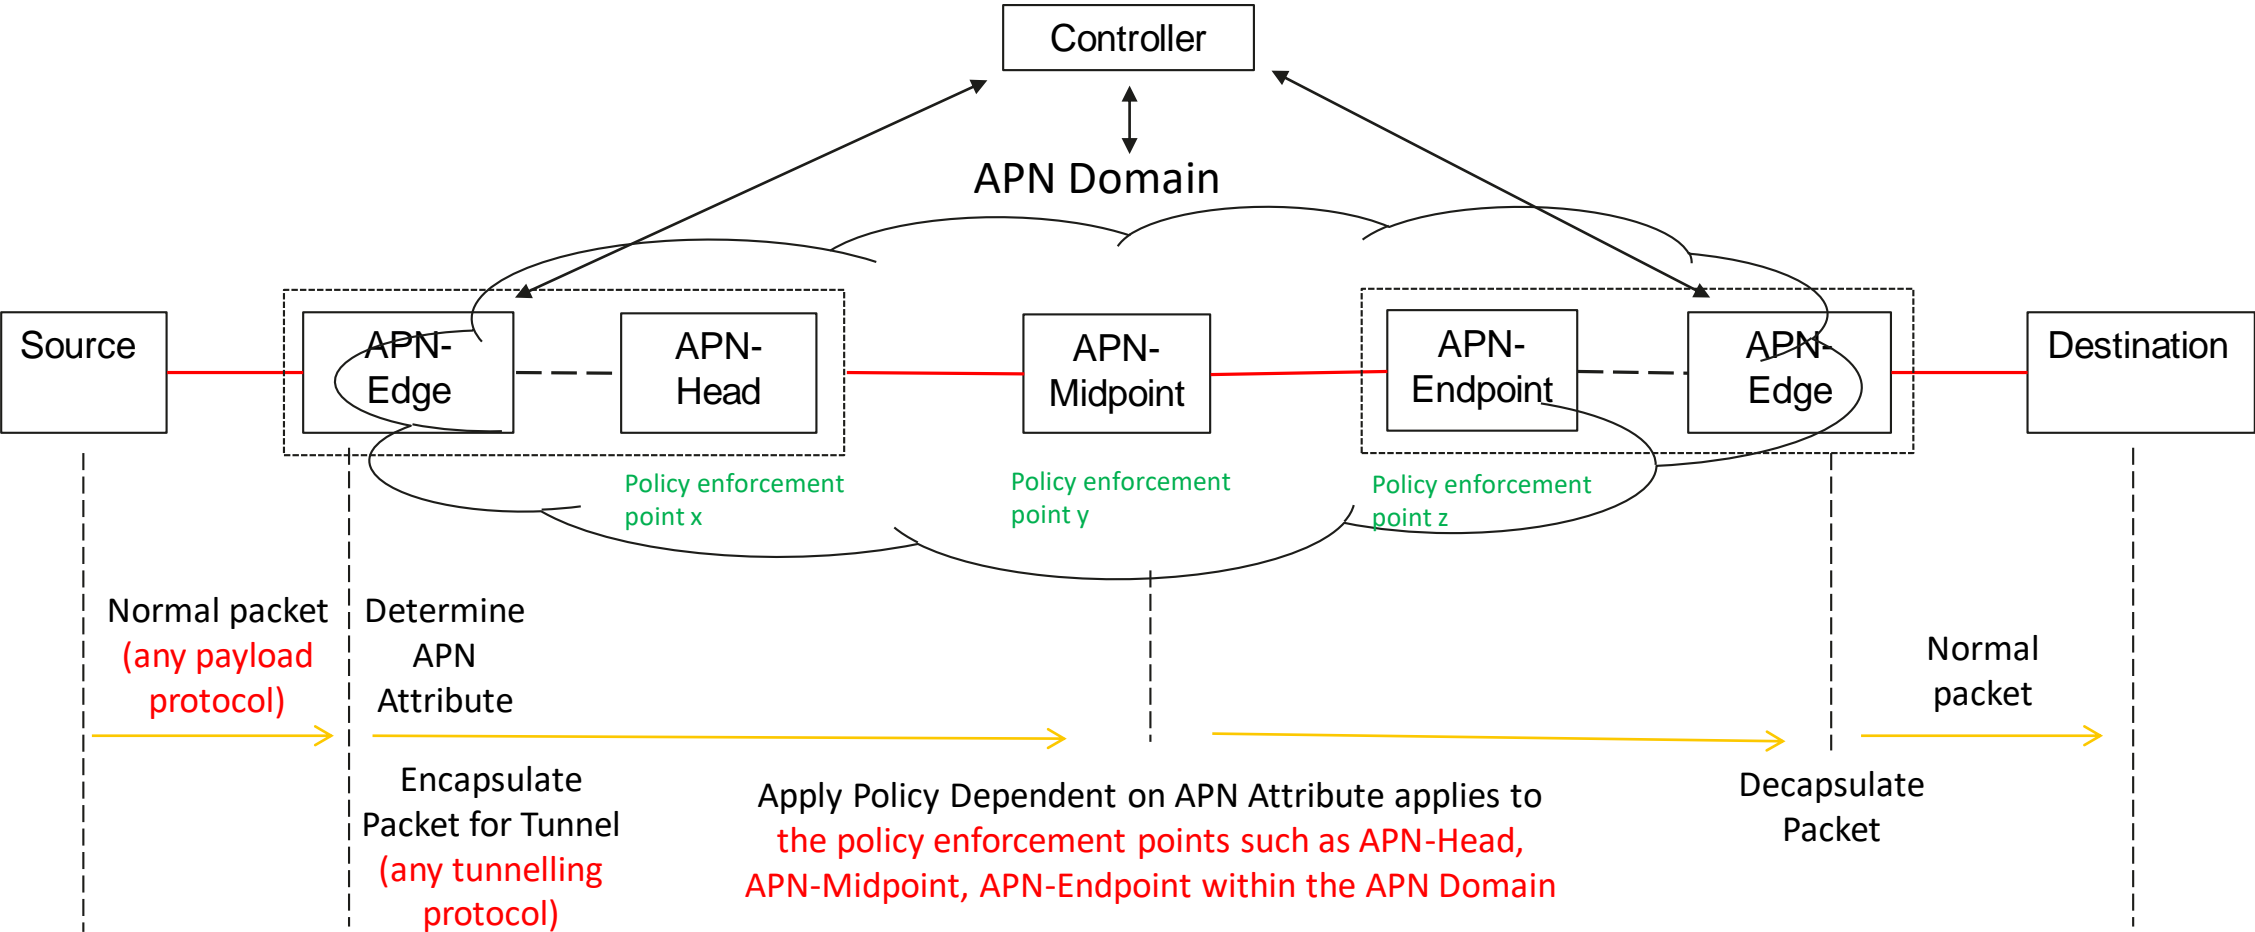 Controller
APN Domain
Source
APN-
Edge
APN-
Head
APN-
Midpoint
APN-
Endpoint
APN-
Edge
Destination
Policy enforcement
point x
Policy enforcement
point y
Policy enforcement
point z
Normal packet
(any payload
protocol)
Determine
APN
Attribute
Normal
packet
Encapsulate
Packet for Tunnel
(any tunnelling
protocol)
Apply Policy Dependent on APN Attribute applies to
the policy enforcement points such as APN-Head,
APN-Midpoint, APN-Endpoint within the APN Domain
Decapsulate
Packet